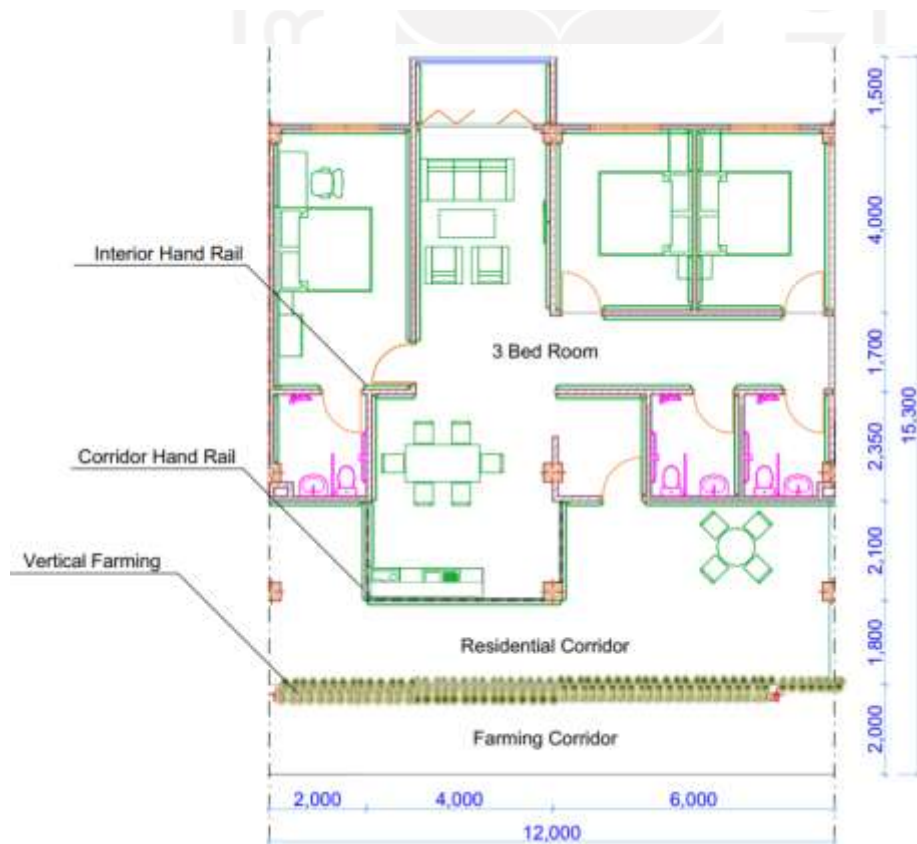 1,500
4,000
Interior Hand Rail
3 Bed Room
1,700
15,300
Corridor Hand Rail
2,350
Vertical Farming
2,100
Residential Corridor
1,800
Farming Corridor
2,000
2,000
4,000
6,000
12,000